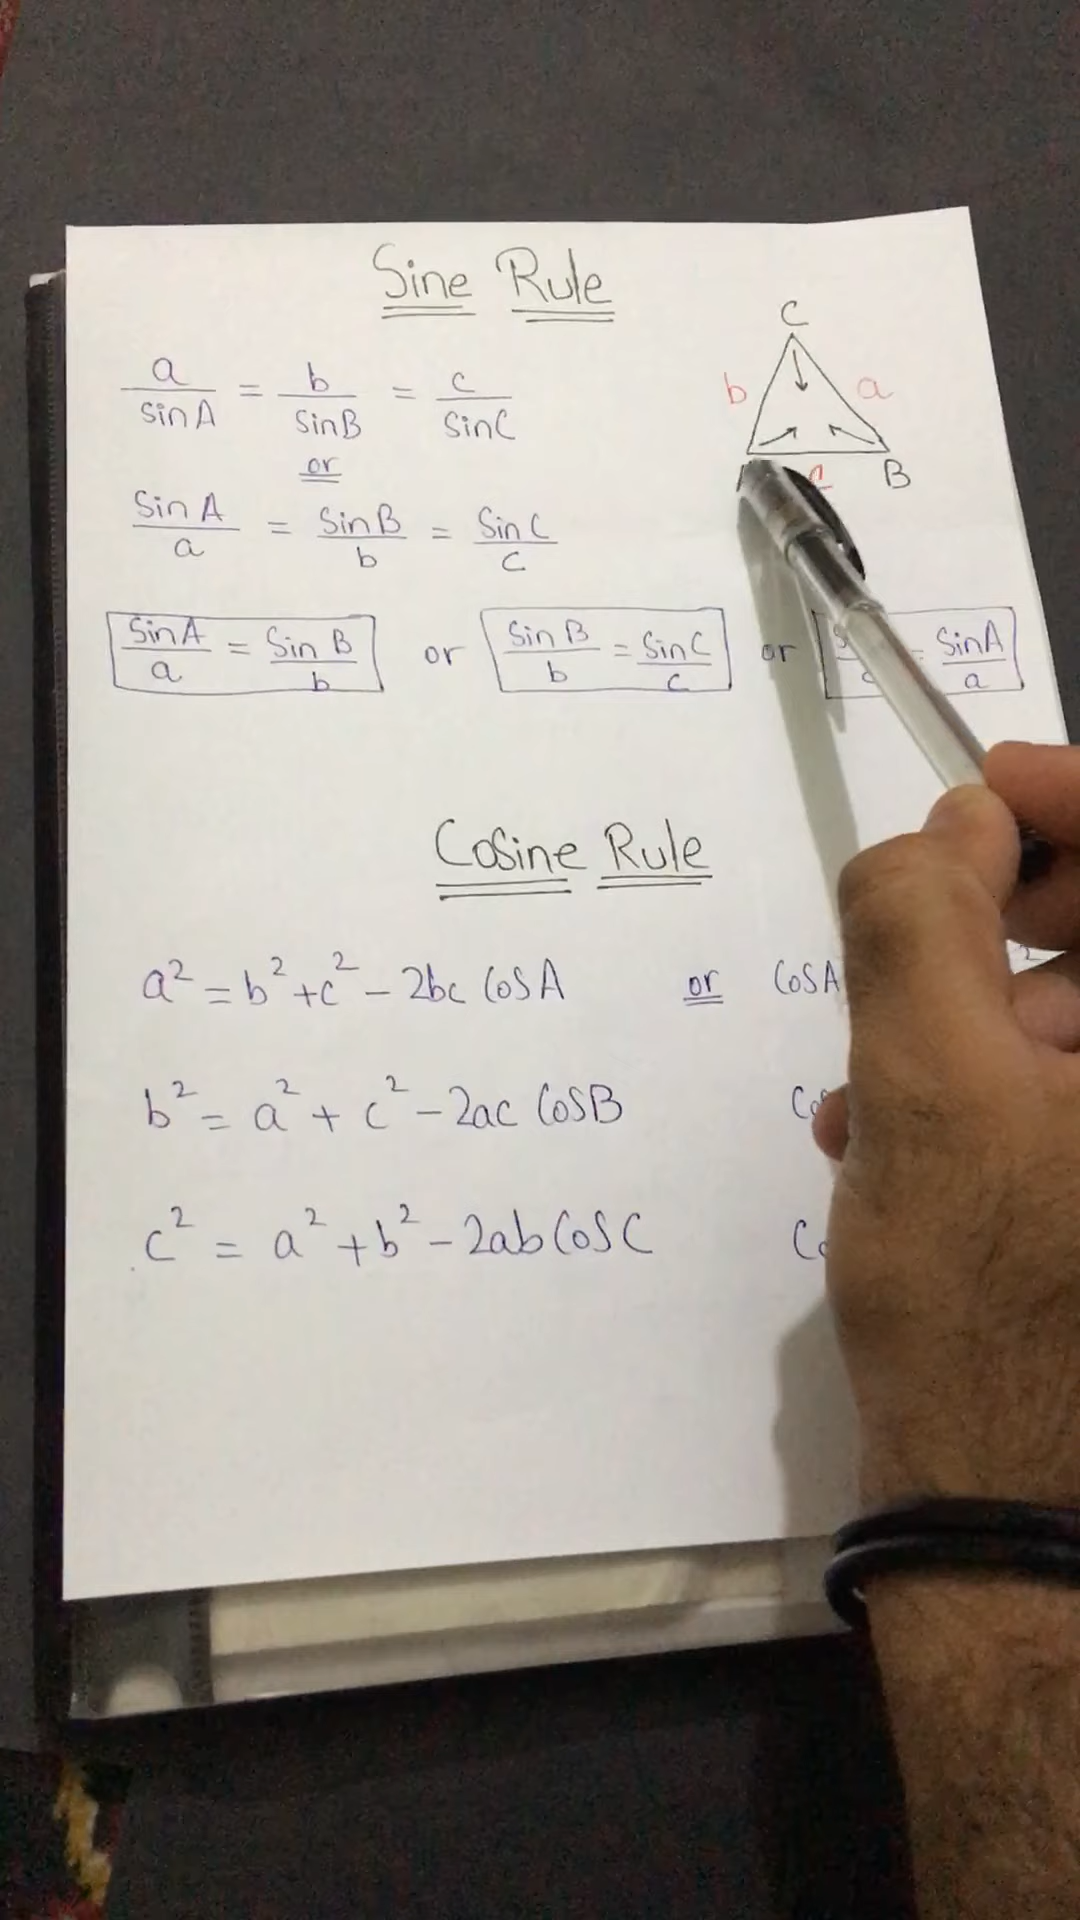 Sine Rule
C
b a
B
a/sinA = b/sinB = c/sinC
or
SinA/a = SinB/b = SinC/c
SinA/a = SinB/b or SinB/b = SinC/c or = SinA/a
Cosine Rule
a² = b² + c² - 2bc CosA or CosA
b² = a² + c² - 2ac CosB
c² = a² + b² - 2ab CosC